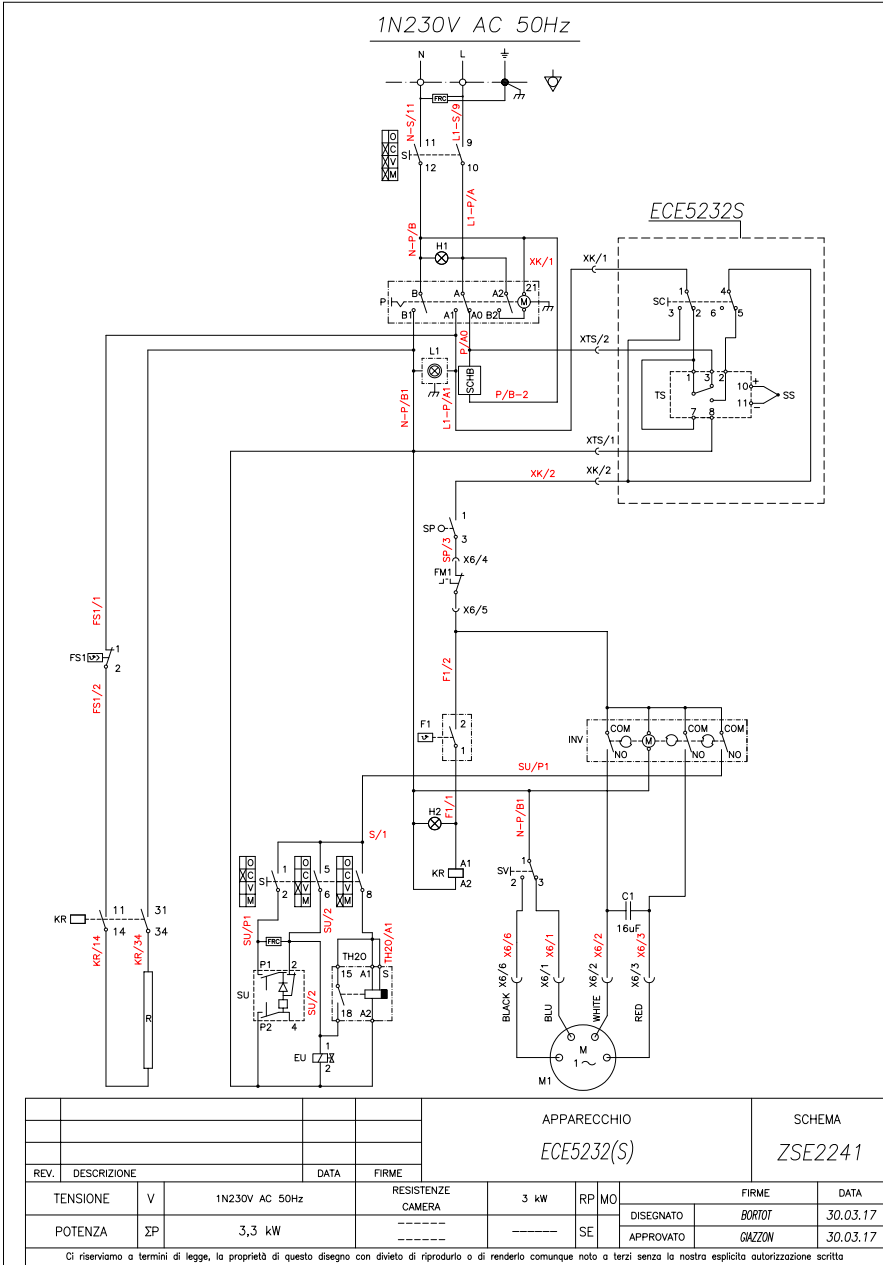 1N230V AC 50Hz
N
L
FRC
N-S/11
L1-S/9
O
XC
XV
XM
S
11
9
12
10
N-P/B
L1-P/A
H1
XK/1
ECE5232S
XK/1
P
B
A
A2
21
M
B1
A1
A0
B2
SC
1
4
3
2
6
5
P/A0
XTS/2
L1
SCHB
N-P/B1
L1-P/A1
P/B-2
TS
1
3
2
10
+
11
−
SS
7
8
XTS/1
XK/2
XK/2
SP
1
3
SP/3
X6/4
FM1
X6/5
FS1/1
FS1
1
2
FS1/2
F1/2
F1
2
1
INV
COM
NO
M
COM
NO
COM
NO
SU/P1
F1/1
H2
N-P/B1
S/1
KR
A1
A2
SV
1
2
3
O
XC
V
M
S
1
2
O
C
XV
M
5
6
O
C
V
XM
8
C1
16uF
KR
11
14
31
34
KR/14
KR/34
SU/P1
FRC
SU/2
TH20/A1
X6/6
X6/1
X6/2
X6/3
TH20
P1
2
SU
P2
4
SU/2
15
A1
S
18
A2
R
EU
1
2
BLACK
X6/6
BLU
X6/1
WHITE
X6/2
RED
X6/3
M
1~
M1
APPARECCHIO
SCHEMA
ECE5232(S)
ZSE2241
REV.
DESCRIZIONE
DATA
FIRME
TENSIONE
V
1N230V AC 50Hz
RESISTENZE
CAMERA
3 kW
RP
MO
FIRME
DATA
DISEGNATO
BORTOT
30.03.17
POTENZA
ΣP
3,3 kW
------
------
------
SE
APPROVATO
GIAZZON
30.03.17
Ci riserviamo a termini di legge, la proprietà di questo disegno con divieto di riprodurlo o di renderlo comunque noto a terzi senza la nostra esplicita autorizzazione scritta